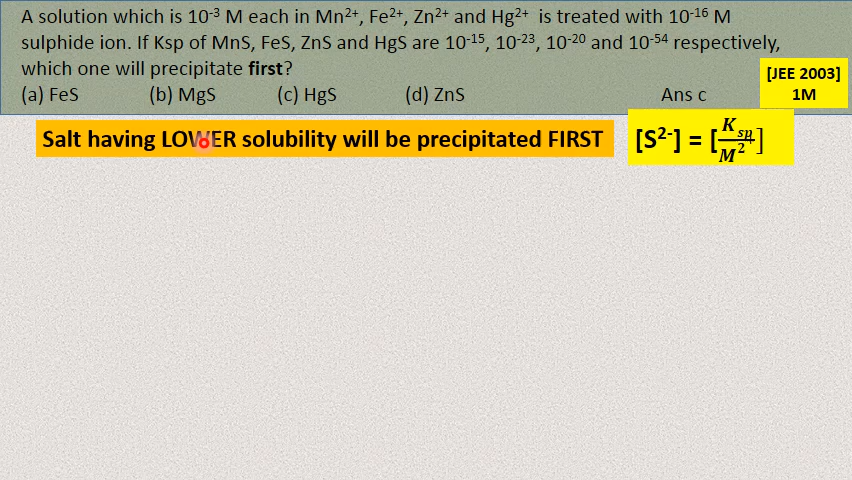 A solution which is 10⁻³ M each in Mn²⁺, Fe²⁺, Zn²⁺ and Hg²⁺ is treated with 10⁻¹⁶ M
sulphide ion. If Ksp of MnS, FeS, ZnS and HgS are 10⁻¹⁵, 10⁻²³, 10⁻²⁰ and 10⁻⁵⁴ respectively,
which one will precipitate first?
[JEE 2003]
1M
(a) FeS (b) MgS (c) HgS (d) ZnS Ans c
Salt having LOWER solubility will be precipitated FIRST
[S²⁻] = [Ksp/M²⁺]